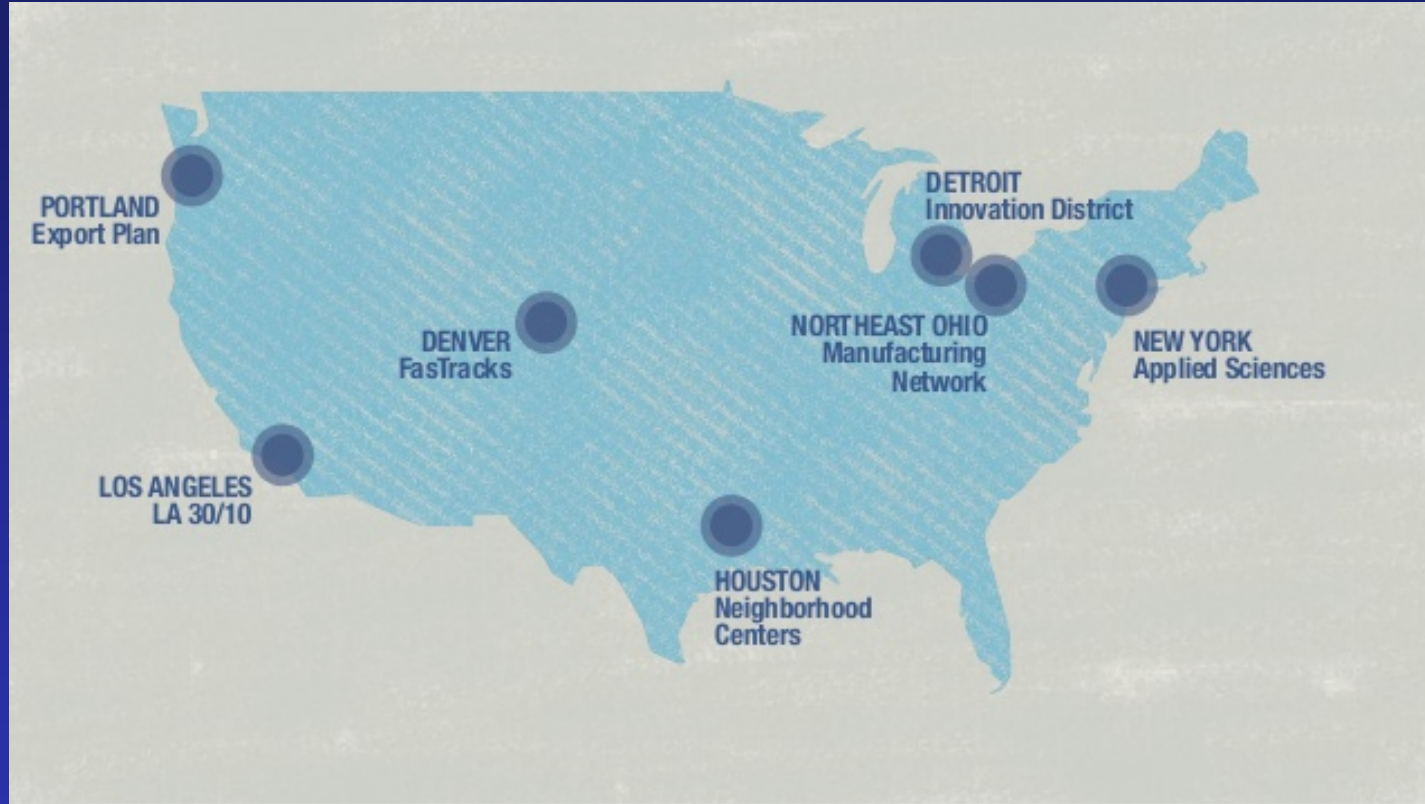 DETROIT
Innovation District
PORTLAND
Export Plan
NORTHEAST OHIO
Manufacturing
Network
DENVER
FasTracks
NEW YORK
Applied Sciences
LOS ANGELES
LA 30/10
HOUSTON
Neighborhood
Centers